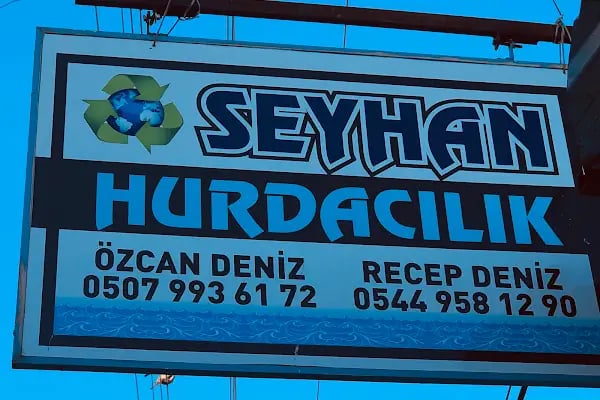 SEYHAN
HURDACILIK
ÖZCAN DENİZ
0507 993 61 72
RECEP DENİZ
0544 958 12 90